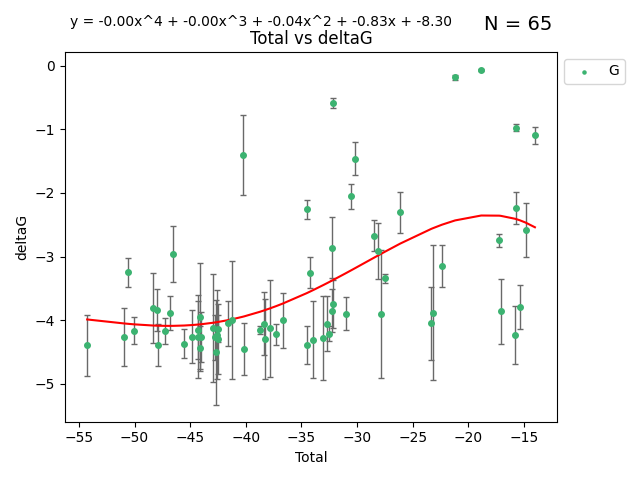 y = -0.00x^4 + -0.00x^3 + -0.04x^2 + -0.83x + -8.30
N = 65
Total vs deltaG
G
deltaG
0
−1
−2
−3
−4
−5
−55 −50 −45 −40 −35 −30 −25 −20 −15
Total